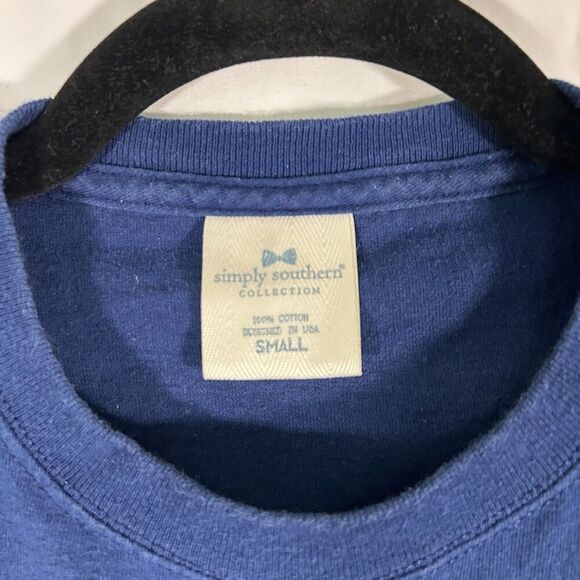 simply southern®
COLLECTION
100% COTTON
DESIGNED IN USA
SMALL